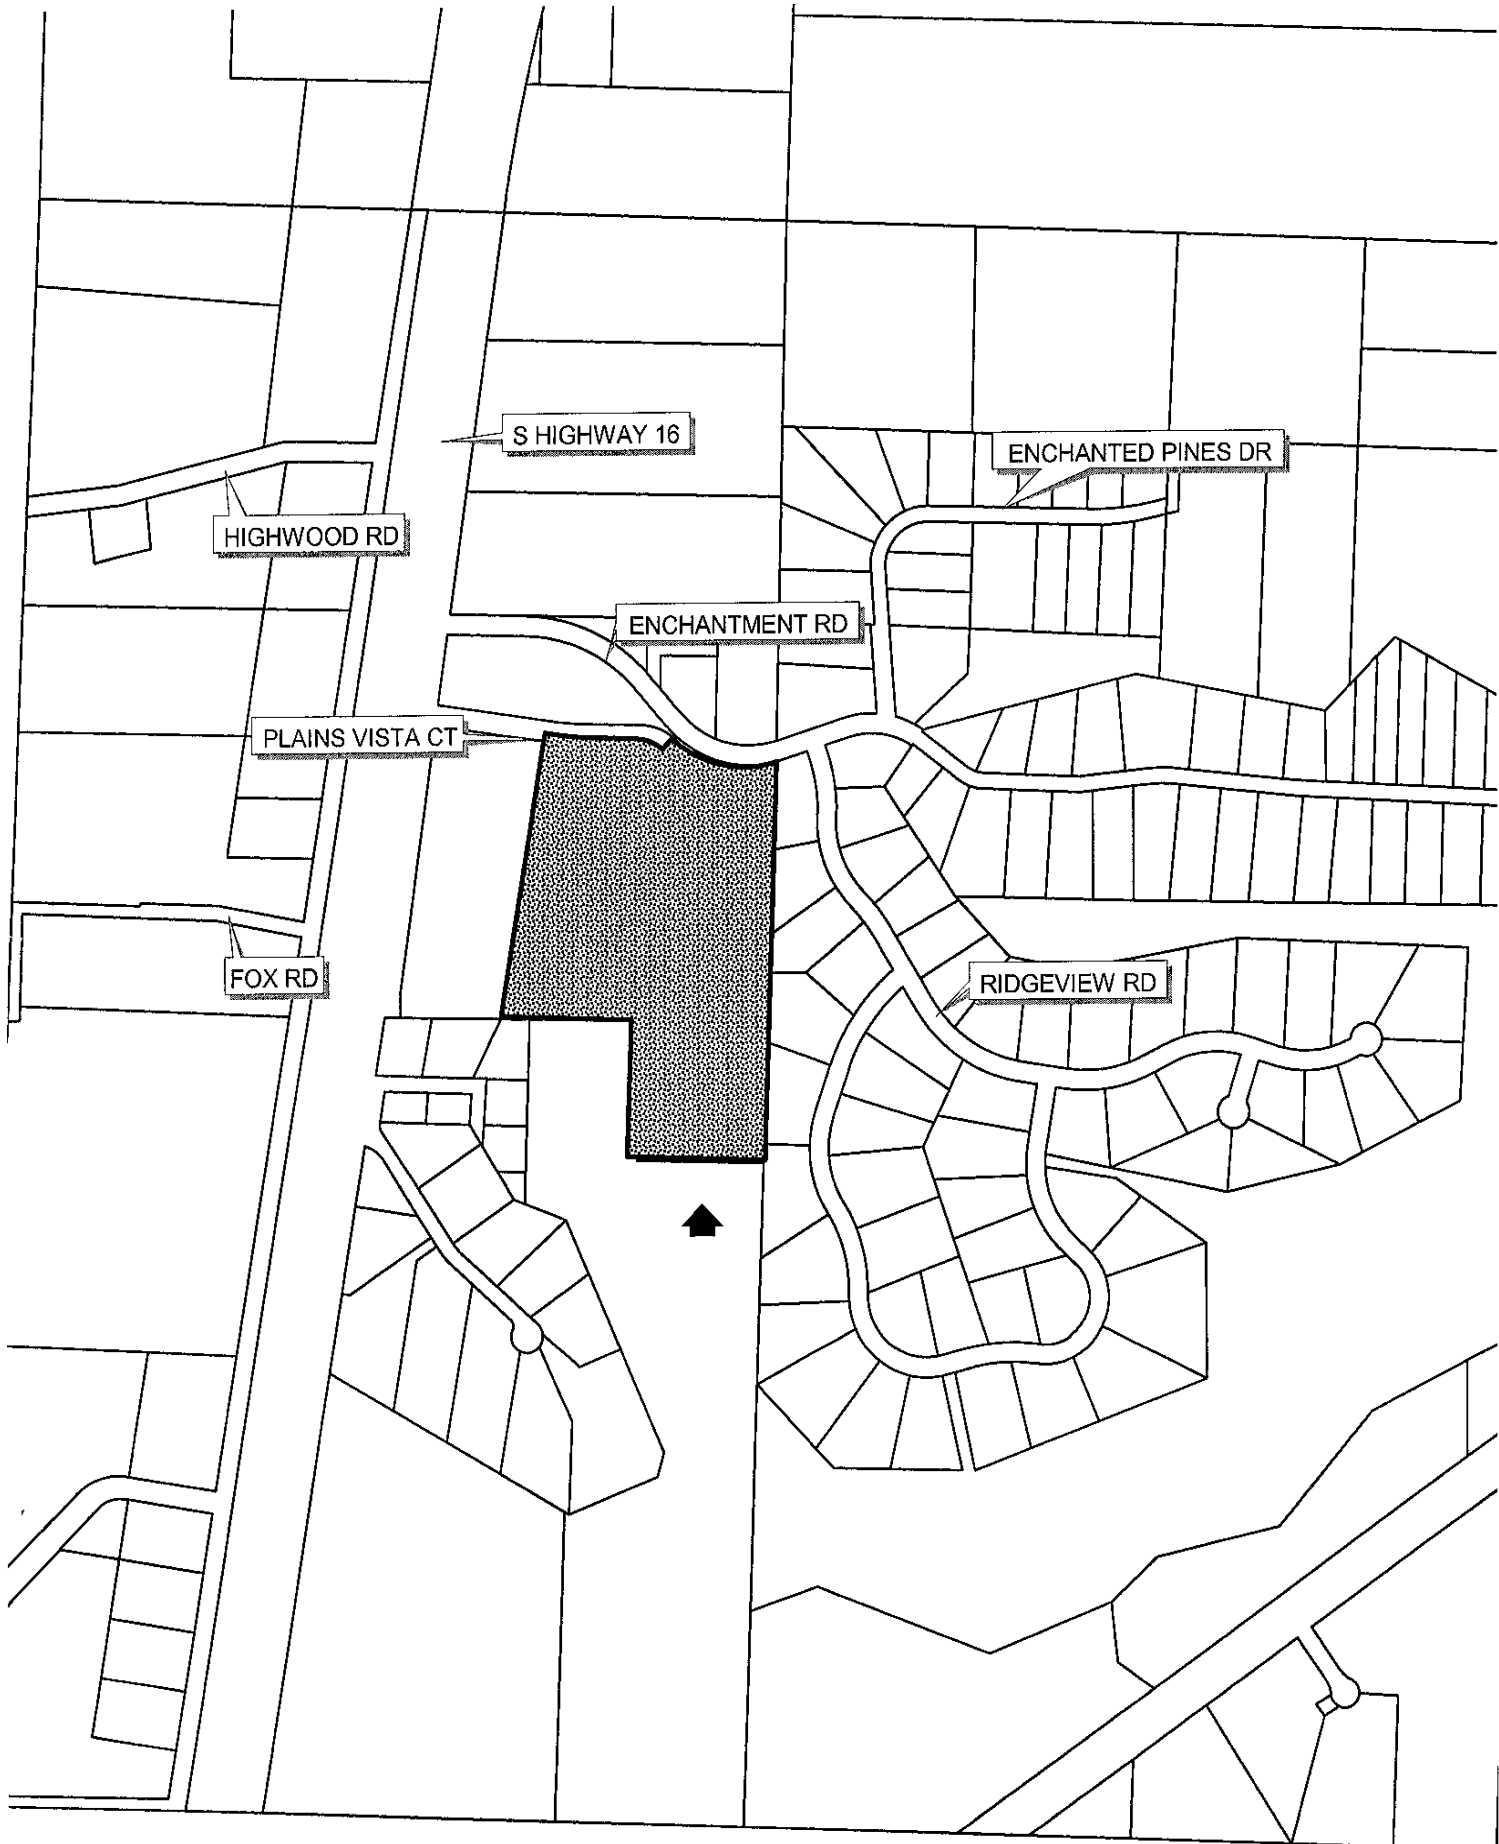 S HIGHWAY 16
ENCHANTED PINES DR
HIGHWOOD RD
ENCHANTMENT RD
PLAINS VISTA CT
FOX RD
RIDGEVIEW RD